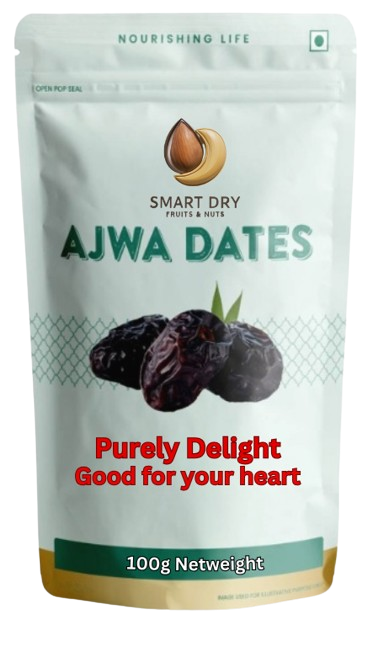 NOURISHING LIFE
OPEN POP SEAL
SMART DRY
FRUITS & NUTS
AJWA DATES
Purely Delight
Good for your heart
100g Netweight